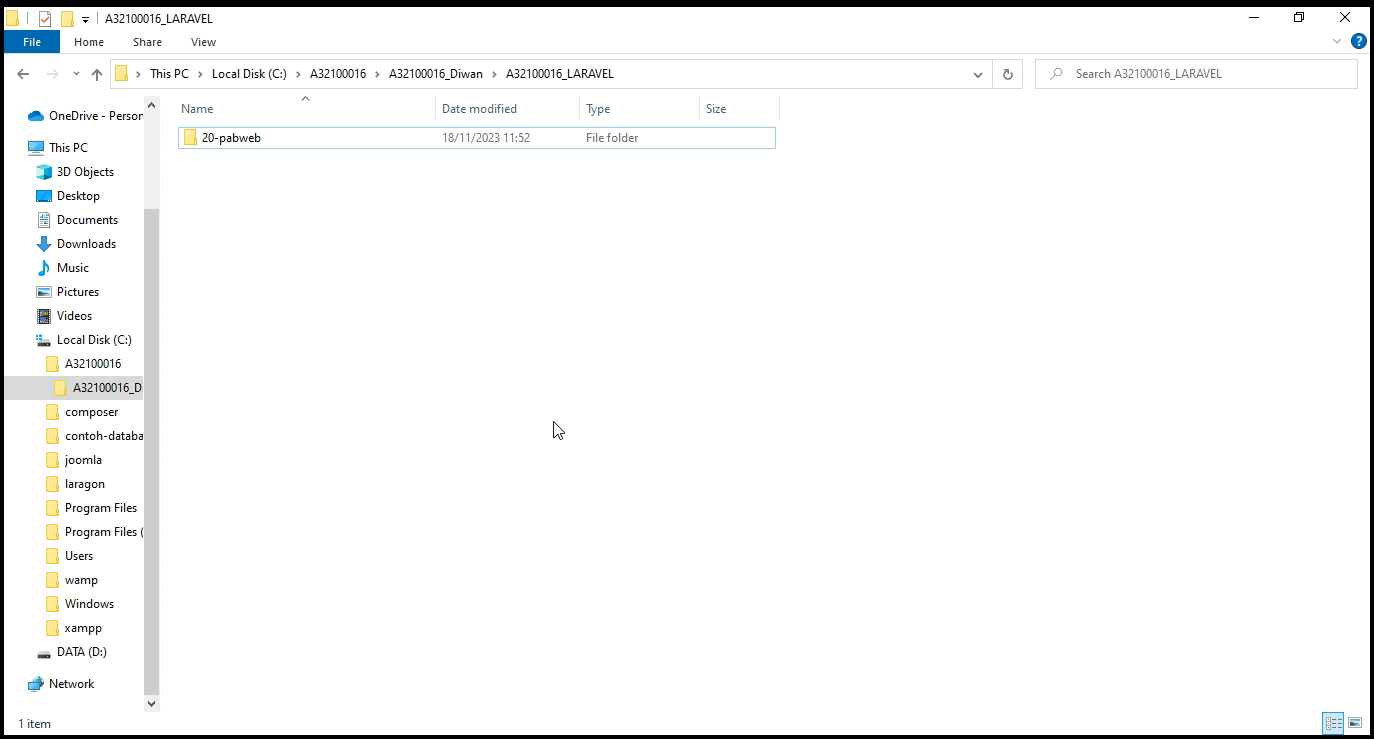 A32100016_LARAVEL
File Home Share View
This PC Local Disk (C:) A32100016 A32100016_Diwan A32100016_LARAVEL
Search A32100016_LARAVEL
Name Date modified Type Size
20-pabweb 18/11/2023 11:52 File folder
OneDrive - Person
This PC
3D Objects
Desktop
Documents
Downloads
Music
Pictures
Videos
Local Disk (C:)
A32100016
A32100016_D
composer
contoh-databa
joomla
laragon
Program Files
Program Files (
Users
wamp
Windows
xampp
DATA (D:)
Network
1 item